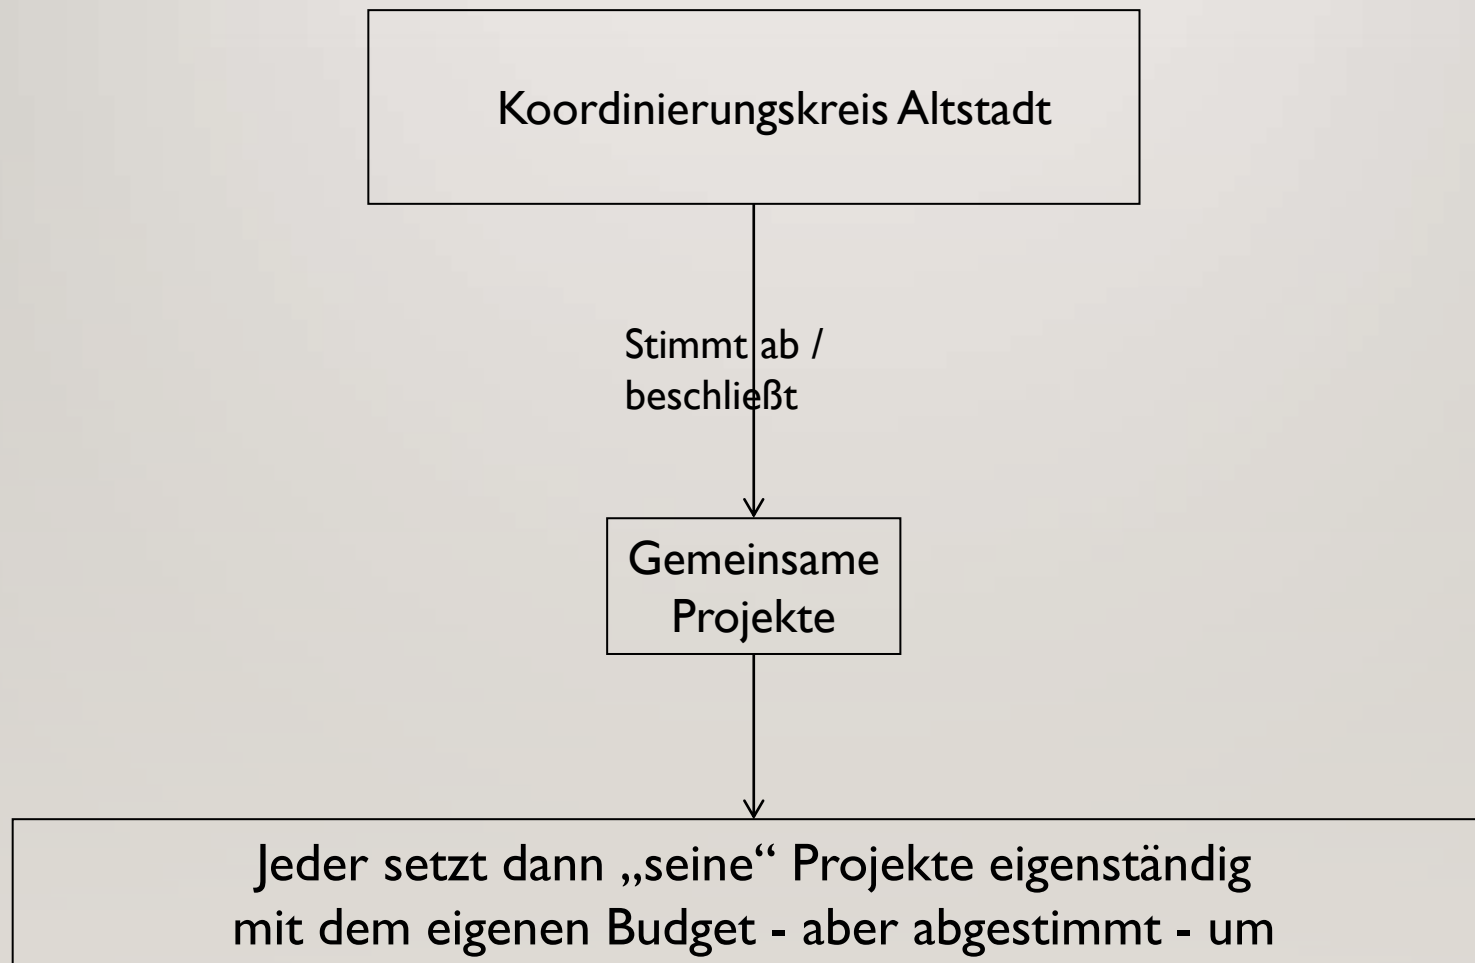 Koordinierungskreis Altstadt
Stimmt ab /
beschließt
Gemeinsame
Projekte
Jeder setzt dann „seine“ Projekte eigenständig
mit dem eigenen Budget - aber abgestimmt - um